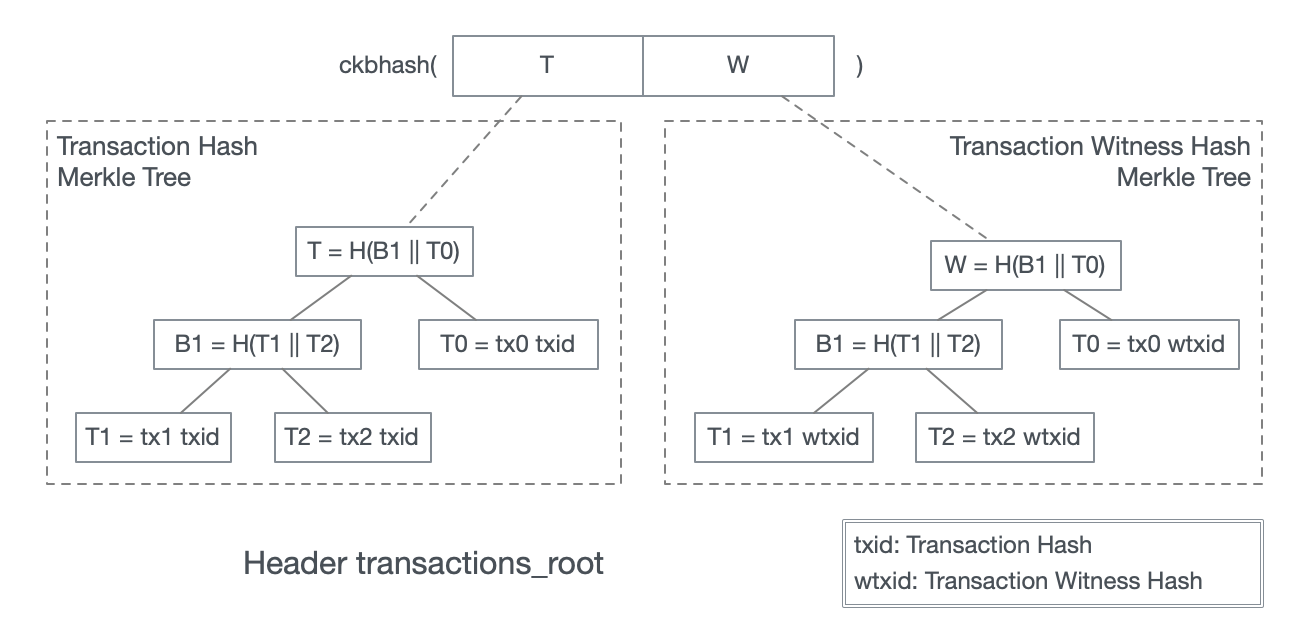 ckbhash( T W )
Transaction Hash
Merkle Tree
T = H(B1 || T0)
B1 = H(T1 || T2)
T0 = tx0 txid
T1 = tx1 txid
T2 = tx2 txid
Transaction Witness Hash
Merkle Tree
W = H(B1 || T0)
B1 = H(T1 || T2)
T0 = tx0 wtxid
T1 = tx1 wtxid
T2 = tx2 wtxid
Header transactions_root
txid: Transaction Hash
wtxid: Transaction Witness Hash